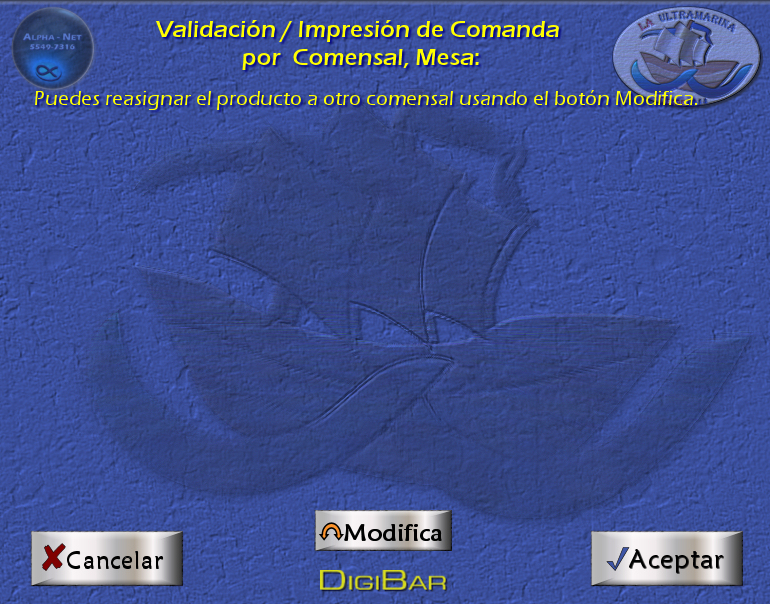 Validación / Impresión de Comanda
por Comensal, Mesa:
ALPHA - NET
5549-7316
LA ULTRAMARINA
Puedes reasignar el producto a otro comensal usando el botón Modifica.
Modifica
Cancelar
Aceptar
DIGIBAR